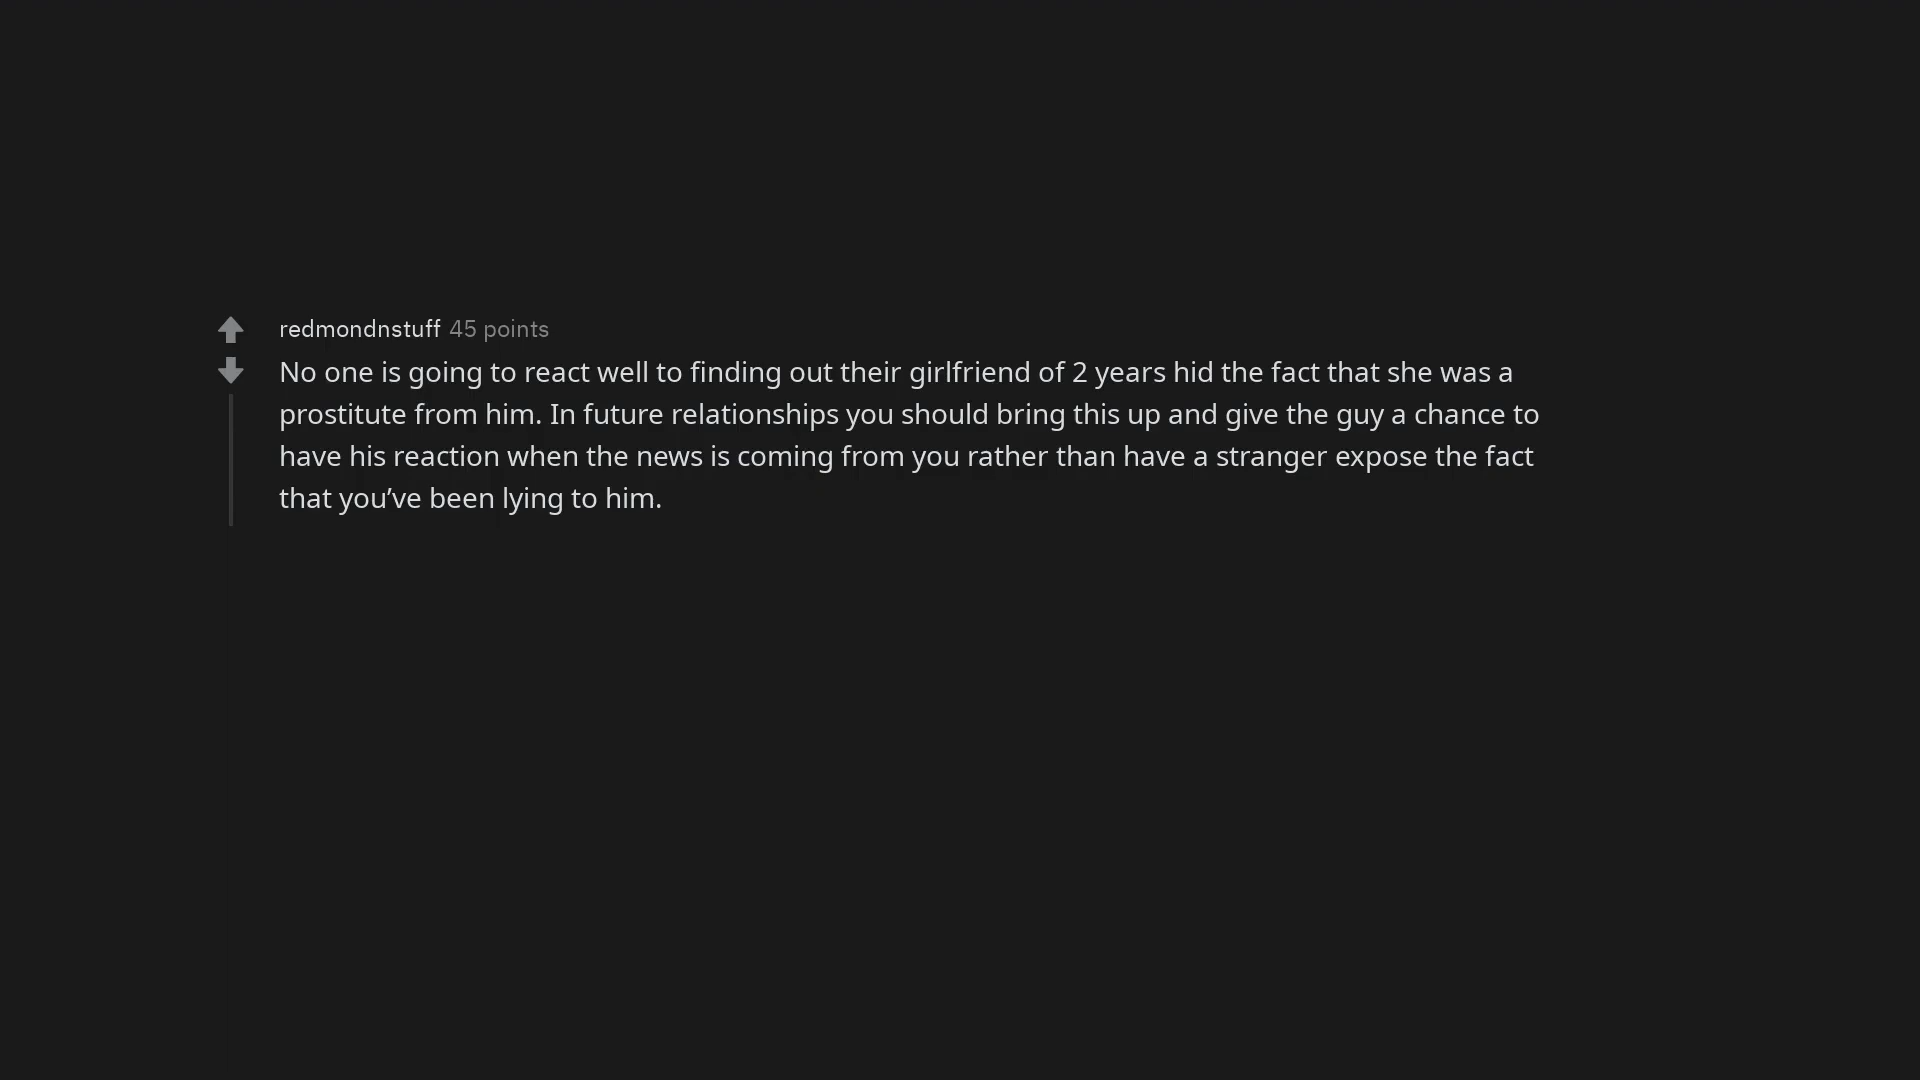 redmondnstuff 45 points
No one is going to react well to finding out their girlfriend of 2 years hid the fact that she was a
prostitute from him. In future relationships you should bring this up and give the guy a chance to
have his reaction when the news is coming from you rather than have a stranger expose the fact
that you’ve been lying to him.